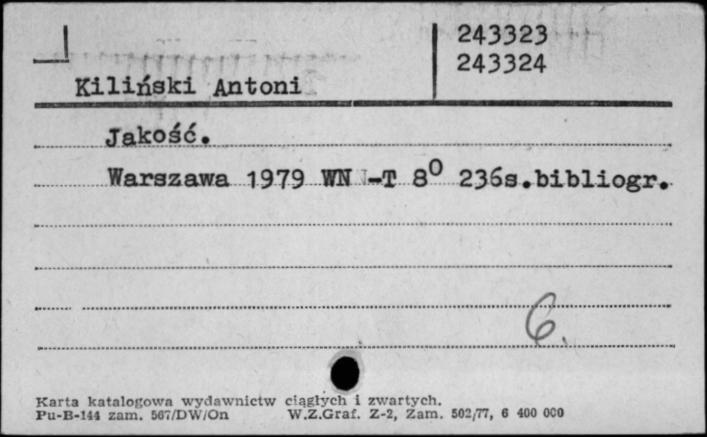 243323
243324
Kiliński Antoni
Jakość.
Warszawa 1979 WN -T 8⁰ 236s.bibliogr.
6.
Karta katalogowa wydawnictw ciągłych i zwartych.
Pu-B-144 zam. 567/DW/On W.Z.Graf. Z-2, Zam. 502/77, 6 400 000